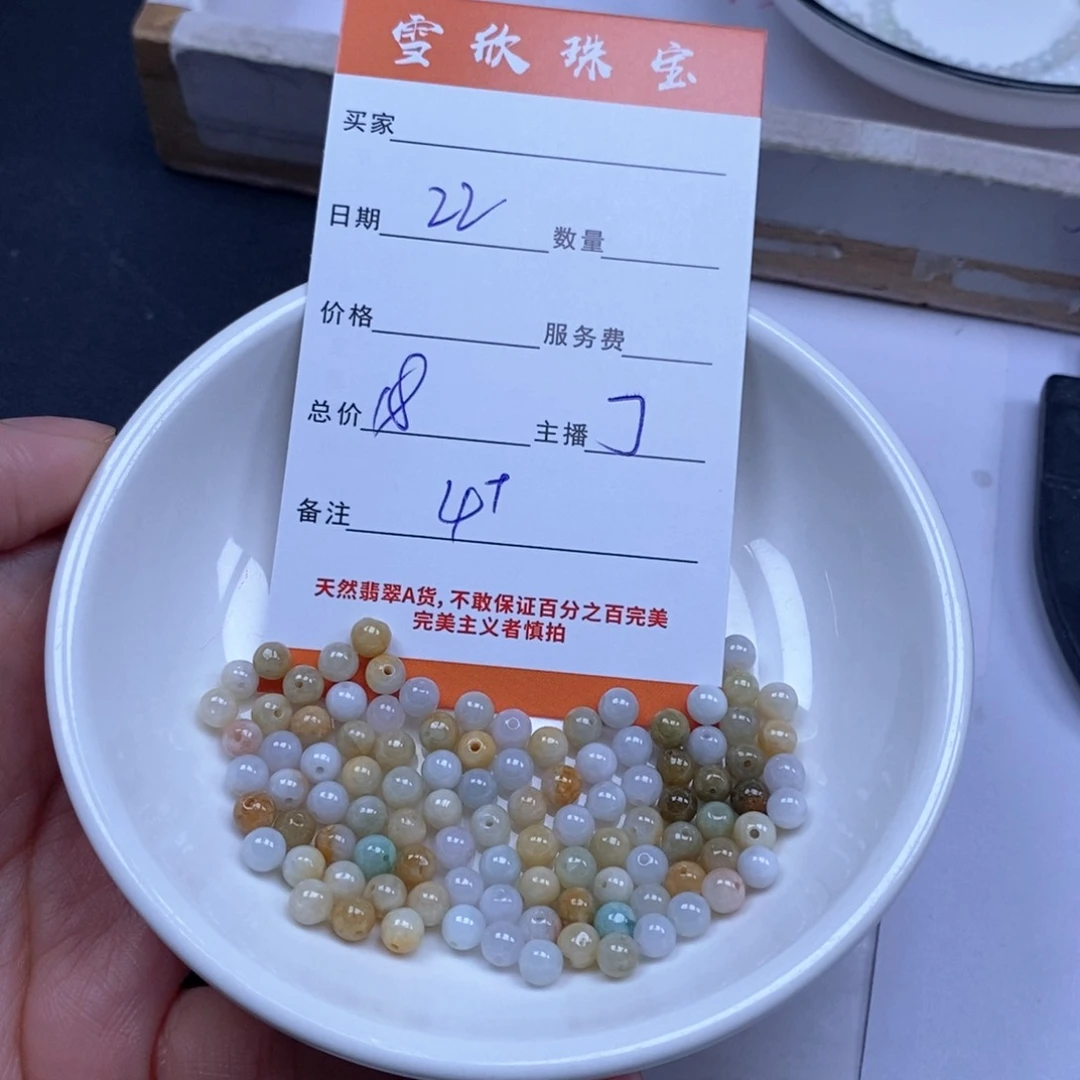 雪欣珠宝
买家
日期 22 数量
价格 服务费
总价 18 主播 丁
备注 4+
天然翡翠A货,不敢保证百分之百完美
完美主义者慎拍